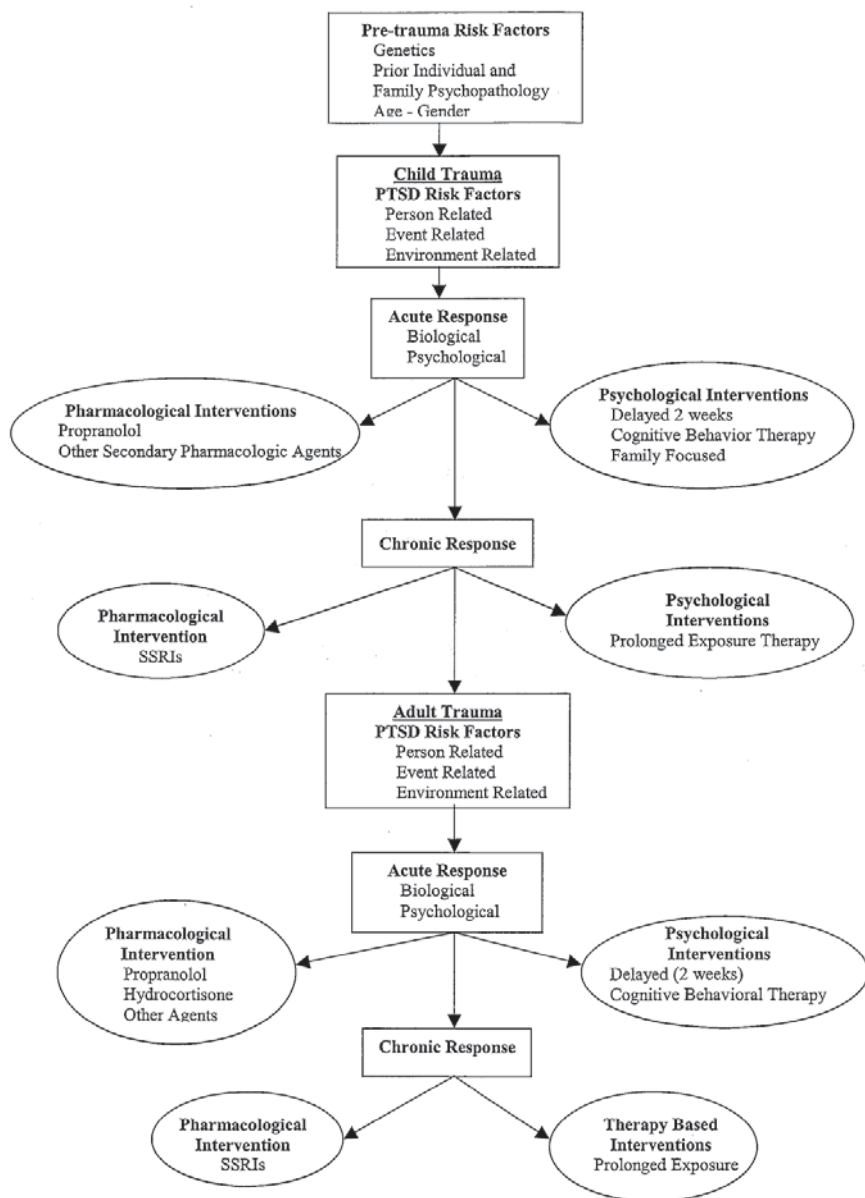 Pre-trauma Risk Factors
Genetics
Prior Individual and
Family Psychopathology
Age - Gender
Child Trauma
PTSD Risk Factors
Person Related
Event Related
Environment Related
Acute Response
Biological
Psychological
Pharmacological Interventions
Propranolol
Other Secondary Pharmacologic Agents
Psychological Interventions
Delayed 2 weeks
Cognitive Behavior Therapy
Family Focused
Chronic Response
Pharmacological
Intervention
SSRIs
Psychological
Interventions
Prolonged Exposure Therapy
Adult Trauma
PTSD Risk Factors
Person Related
Event Related
Environment Related
Acute Response
Biological
Psychological
Pharmacological
Intervention
Propranolol
Hydrocortisone
Other Agents
Psychological
Interventions
Delayed (2 weeks)
Cognitive Behavioral Therapy
Chronic Response
Pharmacological
Intervention
SSRIs
Therapy Based
Interventions
Prolonged Exposure